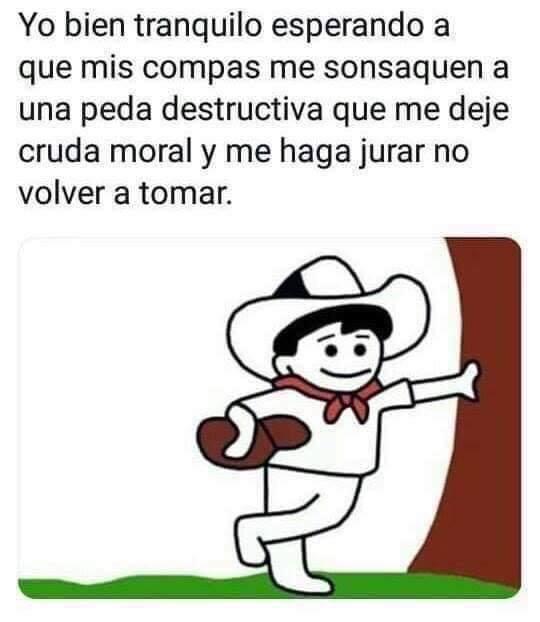 Yo bien tranquilo esperando a
que mis compas me sonsaquen a
una peda destructiva que me deje
cruda moral y me haga jurar no
volver a tomar.